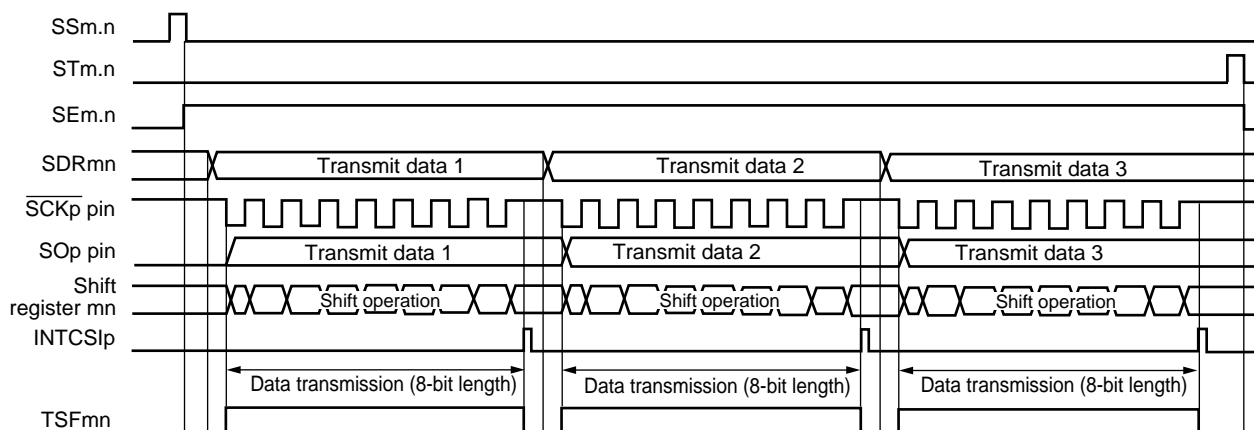 SSm.n
STm.n
SEm.n
SDRmn Transmit data 1 Transmit data 2 Transmit data 3
SCKp pin
SOp pin Transmit data 1 Transmit data 2 Transmit data 3
Shift
register mn Shift operation Shift operation Shift operation
INTCSIp
Data transmission (8-bit length) Data transmission (8-bit length) Data transmission (8-bit length)
TSFmn